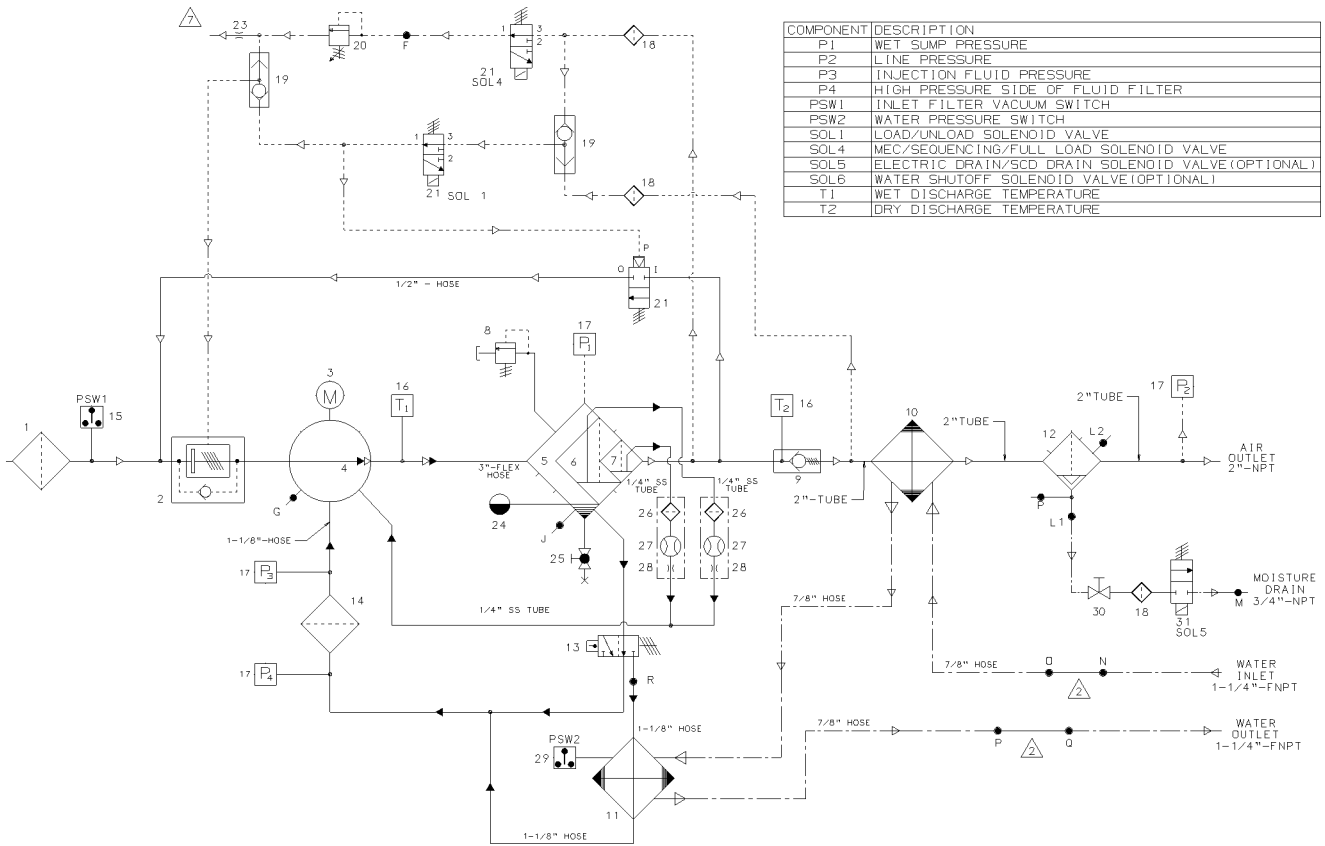 COMPONENT DESCRIPTION
P1 WET SUMP PRESSURE
P2 LINE PRESSURE
P3 INJECTION FLUID PRESSURE
P4 HIGH PRESSURE SIDE OF FLUID FILTER
PSW1 INLET FILTER VACUUM SWITCH
PSW2 WATER PRESSURE SWITCH
SOL1 LOAD/UNLOAD SOLENOID VALVE
SOL4 MEC/SEQUENCING/FULL LOAD SOLENOID VALVE
SOL5 ELECTRIC DRAIN/SCD DRAIN SOLENOID VALVE(OPTIONAL)
SOL6 WATER SHUTOFF SOLENOID VALVE(OPTIONAL)
T1 WET DISCHARGE TEMPERATURE
T2 DRY DISCHARGE TEMPERATURE
7
23
20
F
1
3
2
21
SOL4
18
19
1
3
2
21
SOL 1
19
18
P
O
I
21
1/2" - HOSE
1
PSW1
15
2
3
M
4
G
16
T1
8
17
P1
3"-FLEX
HOSE
5
6
7
1/4" SS
TUBE
1/4" SS
TUBE
24
J
25
26
27
28
26
27
28
T2
16
9
2"-TUBE
10
2"TUBE
12
L2
2"TUBE
17
P2
AIR
OUTLET
2"-NPT
P
L1
30
18
31
SOL5
M
MOISTURE
DRAIN
3/4"-NPT
1-1/8"-HOSE
17
P3
14
17
P4
1/4" SS TUBE
13
R
1-1/8" HOSE
7/8" HOSE
7/8" HOSE
O
N
2
WATER
INLET
1-1/4"-FNPT
7/8" HOSE
P
Q
2
WATER
OUTLET
1-1/4"-FNPT
PSW2
29
11
1-1/8" HOSE